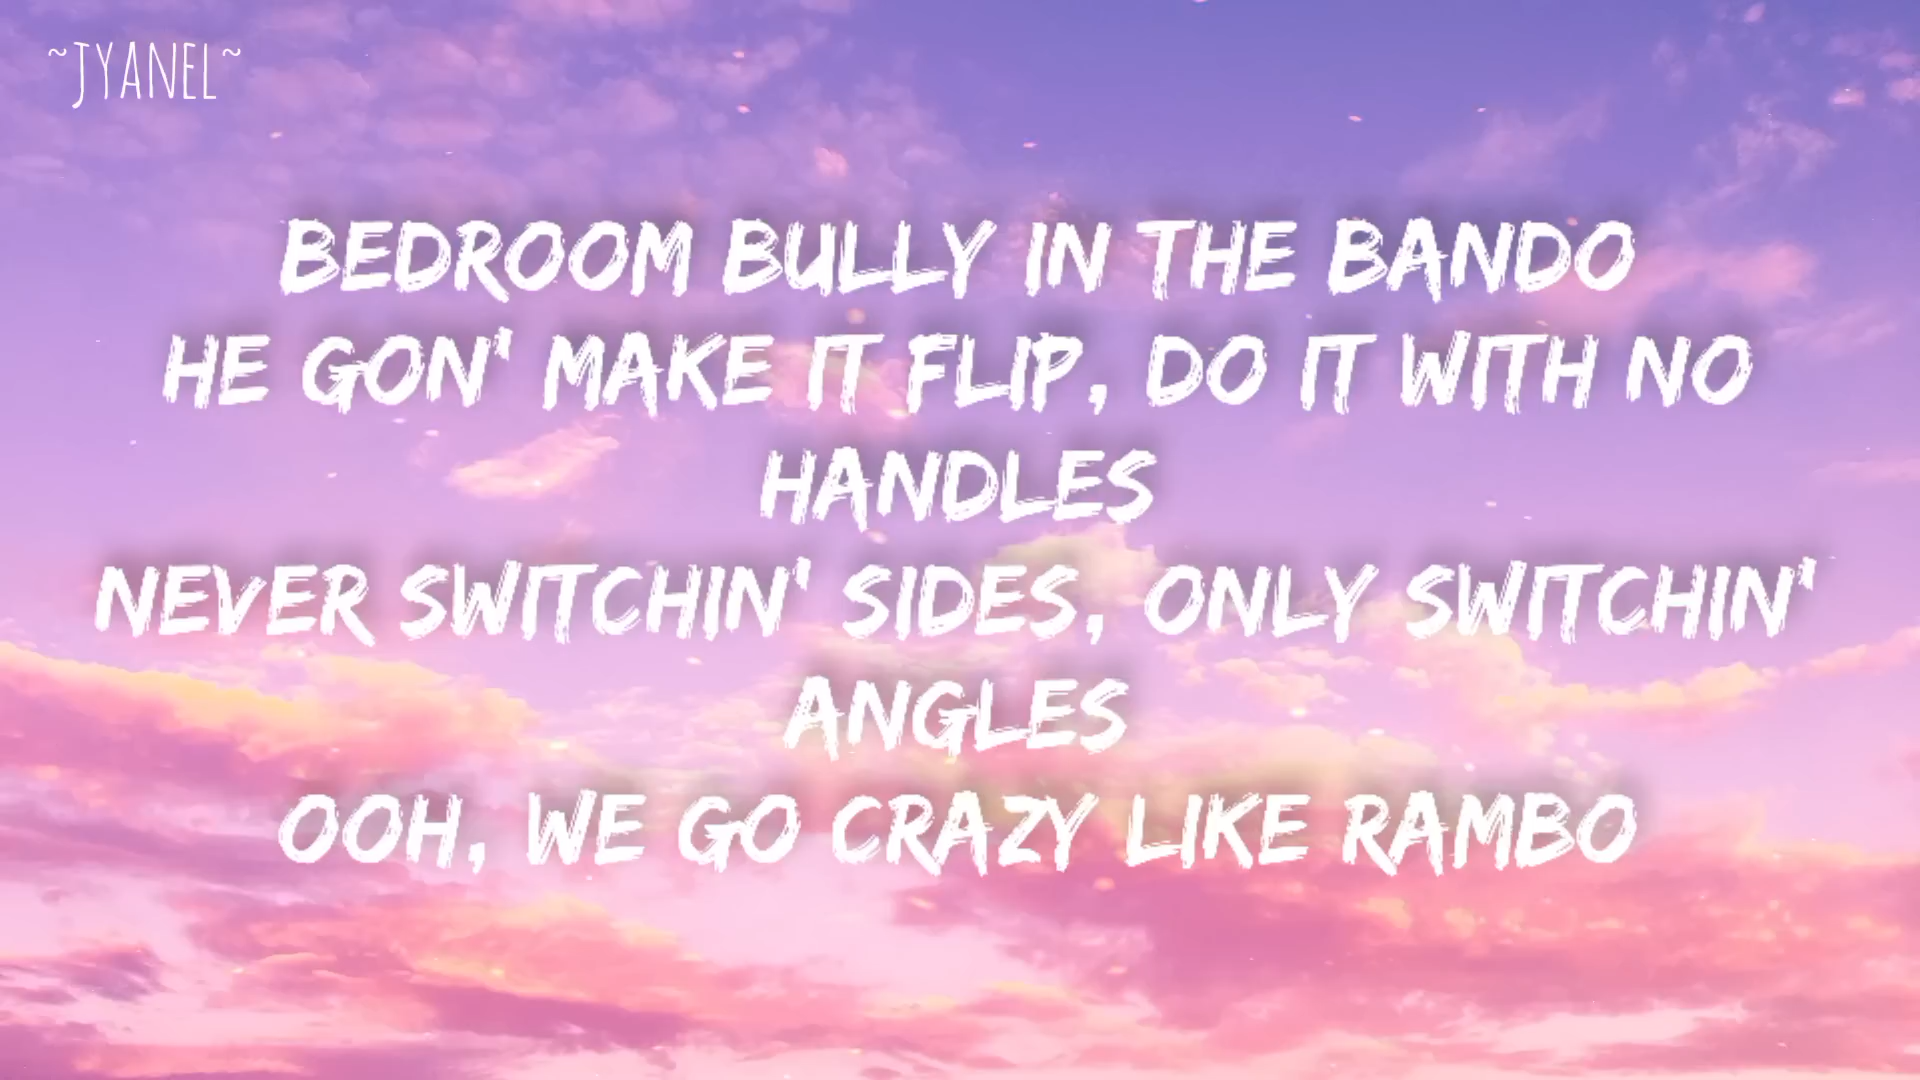 ~JYANEL~
BEDROOM BULLY IN THE BANDO
HE GON' MAKE IT FLIP, DO IT WITH NO
HANDLES
NEVER SWITCHIN' SIDES, ONLY SWITCHIN'
ANGLES
OOH, WE GO CRAZY LIKE RAMBO